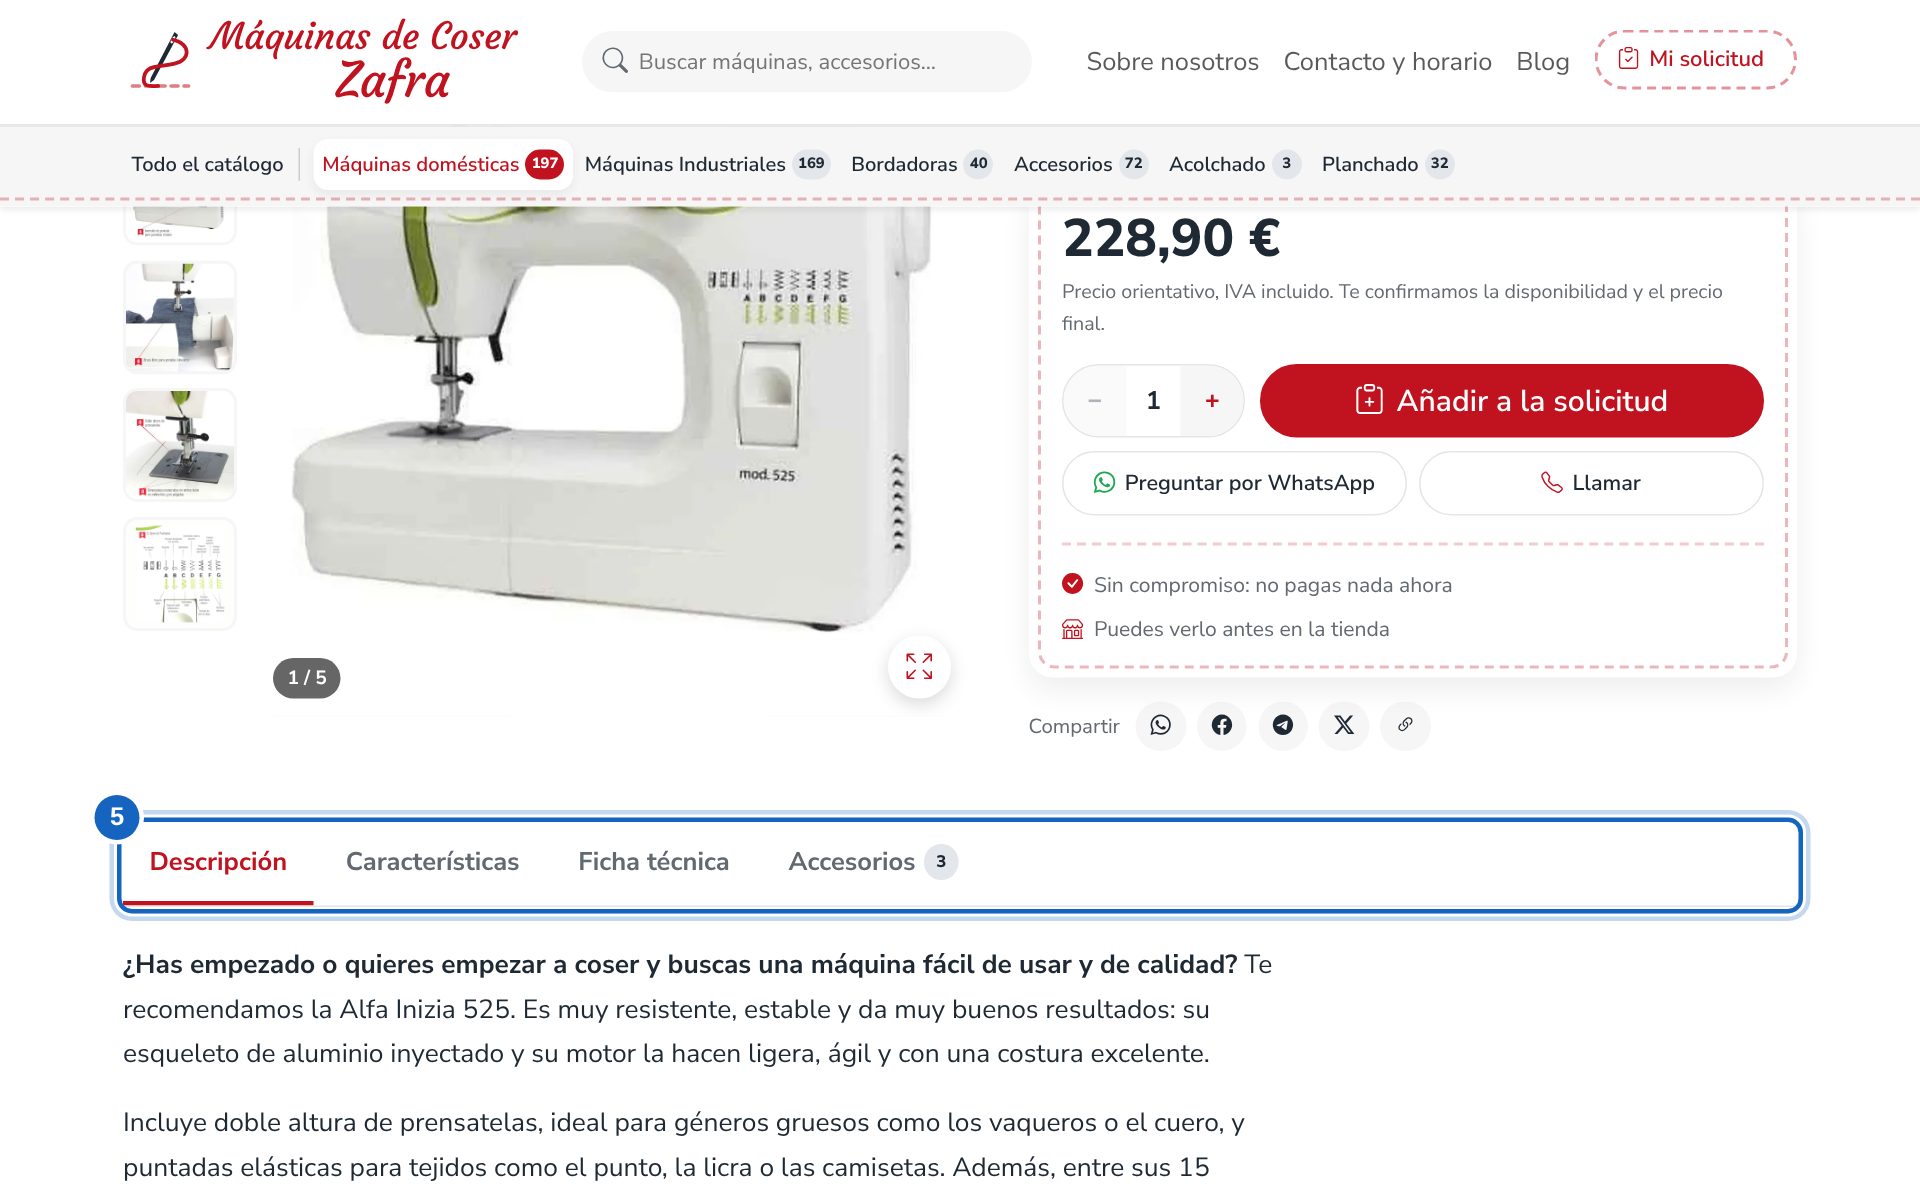 Máquinas de Coser
Zafra
Buscar máquinas, accesorios...
Sobre nosotros
Contacto y horario
Blog
Mi solicitud
Todo el catálogo
Máquinas domésticas 197
Máquinas Industriales 169
Bordadoras 40
Accesorios 72
Acolchado 3
Planchado 32
A B C D E F G
mod. 525
1 / 5
228,90 €
Precio orientativo, IVA incluido. Te confirmamos la disponibilidad y el precio
final.
− 1 +
Añadir a la solicitud
Preguntar por WhatsApp
Llamar
Sin compromiso: no pagas nada ahora
Puedes verlo antes en la tienda
Compartir
5
Descripción
Características
Ficha técnica
Accesorios 3
¿Has empezado o quieres empezar a coser y buscas una máquina fácil de usar y de calidad? Te
recomendamos la Alfa Inizia 525. Es muy resistente, estable y da muy buenos resultados: su
esqueleto de aluminio inyectado y su motor la hacen ligera, ágil y con una costura excelente.
Incluye doble altura de prensatelas, ideal para géneros gruesos como los vaqueros o el cuero, y
puntadas elásticas para tejidos como el punto, la licra o las camisetas. Además, entre sus 15